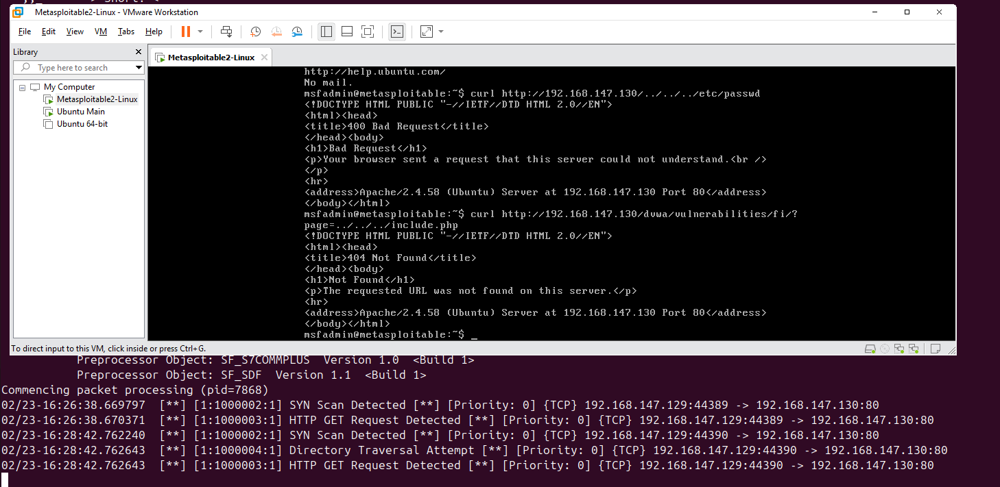 Metasploitable2-Linux - VMware Workstation
File Edit View VM Tabs Help
Library
Type here to search
My Computer
Metasploitable2-Linux
Ubuntu Main
Ubuntu 64-bit
Metasploitable2-Linux
http://help.ubuntu.com/
No mail.
msfadmin@metasploitable:~$ curl http://192.168.147.130/../../../etc/passwd
<!DOCTYPE HTML PUBLIC "-//IETF//DTD HTML 2.0//EN">
<html><head>
<title>400 Bad Request</title>
</head><body>
<h1>Bad Request</h1>
<p>Your browser sent a request that this server could not understand.<br />
</p>
<hr>
<address>Apache/2.4.58 (Ubuntu) Server at 192.168.147.130 Port 80</address>
</body></html>
msfadmin@metasploitable:~$ curl http://192.168.147.130/dvwa/vulnerabilities/fi/?
page=../../../include.php
<!DOCTYPE HTML PUBLIC "-//IETF//DTD HTML 2.0//EN">
<html><head>
<title>404 Not Found</title>
</head><body>
<h1>Not Found</h1>
<p>The requested URL was not found on this server.</p>
<hr>
<address>Apache/2.4.58 (Ubuntu) Server at 192.168.147.130 Port 80</address>
</body></html>
msfadmin@metasploitable:~$ _
To direct input to this VM, click inside or press Ctrl+G.
Preprocessor Object: SF_S7COMMPLUS Version 1.0 <Build 1>
Preprocessor Object: SF_SDF Version 1.1 <Build 1>
Commencing packet processing (pid=7868)
02/23-16:26:38.669797 [**] [1:1000002:1] SYN Scan Detected [**] [Priority: 0] {TCP} 192.168.147.129:44389 -> 192.168.147.130:80
02/23-16:26:38.670371 [**] [1:1000003:1] HTTP GET Request Detected [**] [Priority: 0] {TCP} 192.168.147.129:44389 -> 192.168.147.130:80
02/23-16:28:42.762240 [**] [1:1000002:1] SYN Scan Detected [**] [Priority: 0] {TCP} 192.168.147.129:44390 -> 192.168.147.130:80
02/23-16:28:42.762643 [**] [1:1000004:1] Directory Traversal Attempt [**] [Priority: 0] {TCP} 192.168.147.129:44390 -> 192.168.147.130:80
02/23-16:28:42.762643 [**] [1:1000003:1] HTTP GET Request Detected [**] [Priority: 0] {TCP} 192.168.147.129:44390 -> 192.168.147.130:80